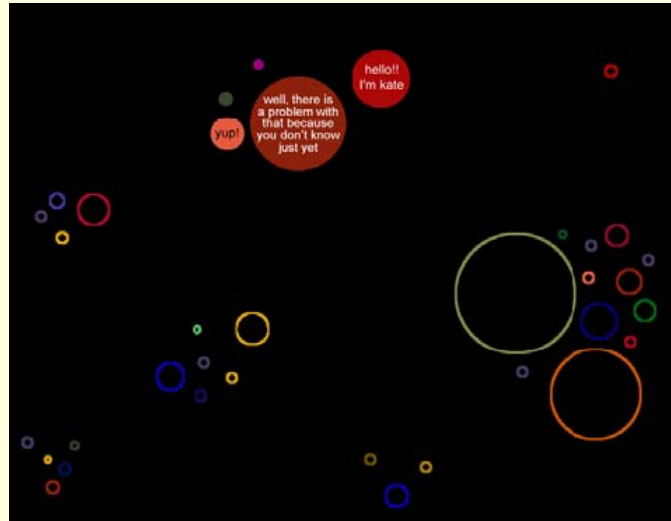 hello!!
I'm kate
well, there is
a problem with
that because
you don't know
just yet
yup!